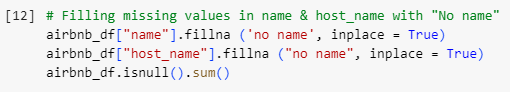 [12] # Filling missing values in name & host_name with "No name"
airbnb_df["name"].fillna ('no name', inplace = True)
airbnb_df["host_name"].fillna ("no name", inplace = True)
airbnb_df.isnull().sum()